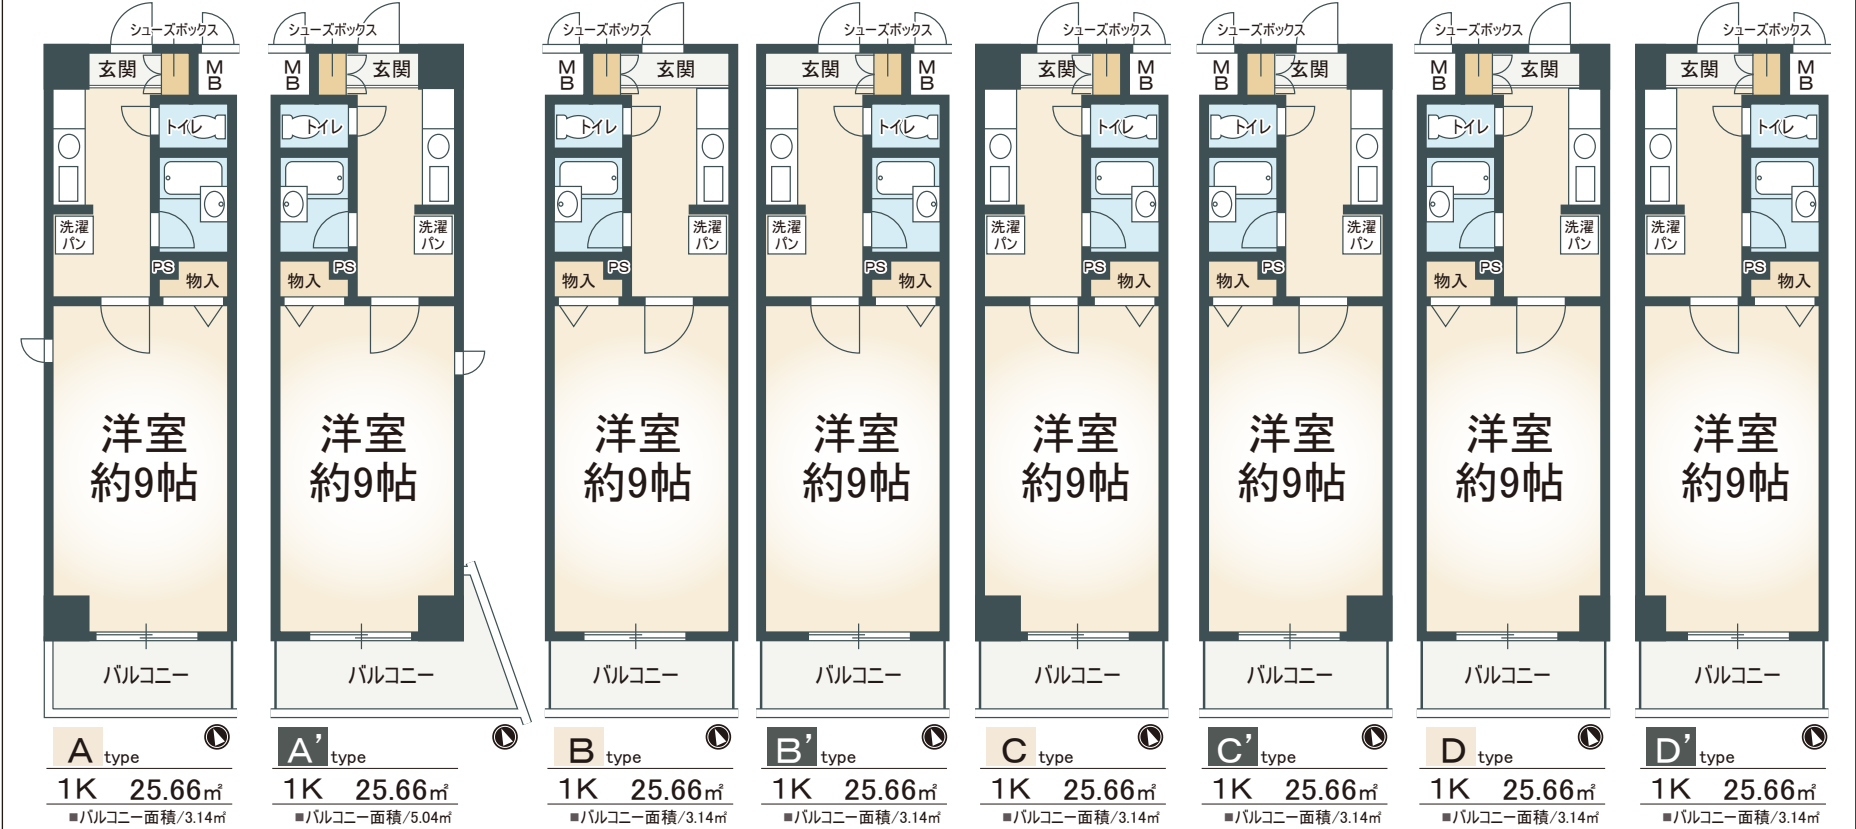 シューズボックス
玄関
M
B
トイレ
洗濯
パン
PS
物入
洋室
約9帖
バルコニー
A type
1K 25.66㎡
■バルコニー面積/3.14㎡
シューズボックス
M
B
玄関
トイレ
洗濯
パン
PS
物入
洋室
約9帖
バルコニー
A’ type
1K 25.66㎡
■バルコニー面積/5.04㎡
シューズボックス
M
B
玄関
トイレ
洗濯
パン
PS
物入
洋室
約9帖
バルコニー
B type
1K 25.66㎡
■バルコニー面積/3.14㎡
シューズボックス
玄関
M
B
トイレ
洗濯
パン
PS
物入
洋室
約9帖
バルコニー
B’ type
1K 25.66㎡
■バルコニー面積/3.14㎡
シューズボックス
玄関
M
B
トイレ
洗濯
パン
PS
物入
洋室
約9帖
バルコニー
C type
1K 25.66㎡
■バルコニー面積/3.14㎡
シューズボックス
M
B
玄関
トイレ
洗濯
パン
PS
物入
洋室
約9帖
バルコニー
C’ type
1K 25.66㎡
■バルコニー面積/3.14㎡
シューズボックス
M
B
玄関
トイレ
洗濯
パン
PS
物入
洋室
約9帖
バルコニー
D type
1K 25.66㎡
■バルコニー面積/3.14㎡
シューズボックス
玄関
M
B
トイレ
洗濯
パン
PS
物入
洋室
約9帖
バルコニー
D’ type
1K 25.66㎡
■バルコニー面積/3.14㎡